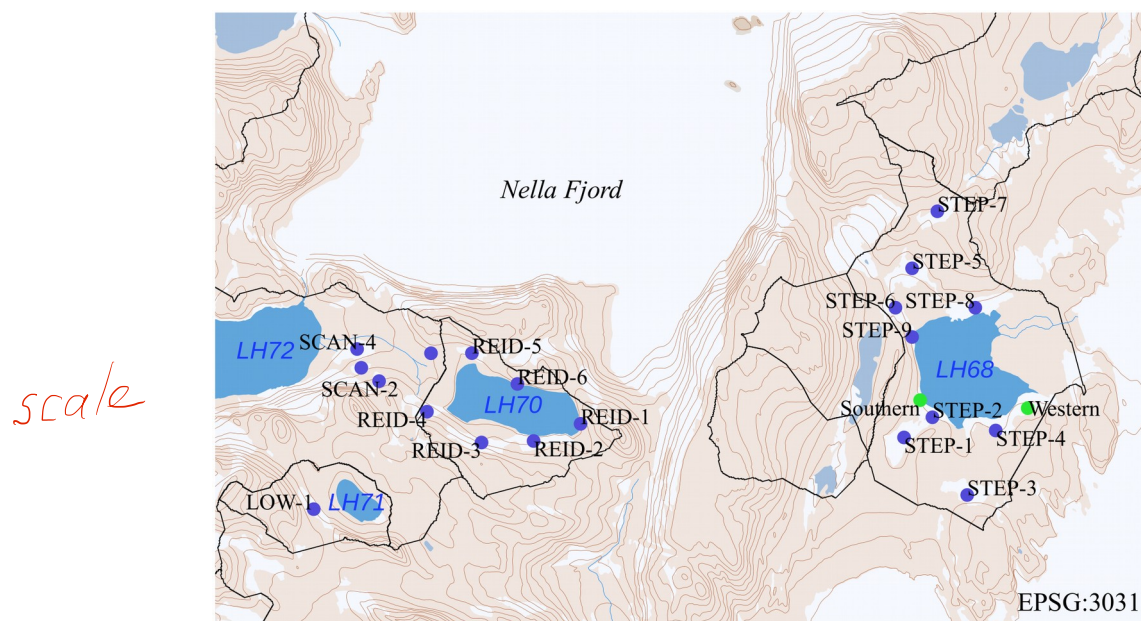 Nella Fjord
STEP-7
STEP-5
STEP-6
STEP-8
STEP-9
SCAN-4
REID-5
LH72
LH68
SCAN-2
REID-6
LH70
REID-4
REID-1
Southern
STEP-2
Western
scale
REID-3
REID-2
STEP-1
STEP-4
LOW-1
LH71
STEP-3
EPSG:3031